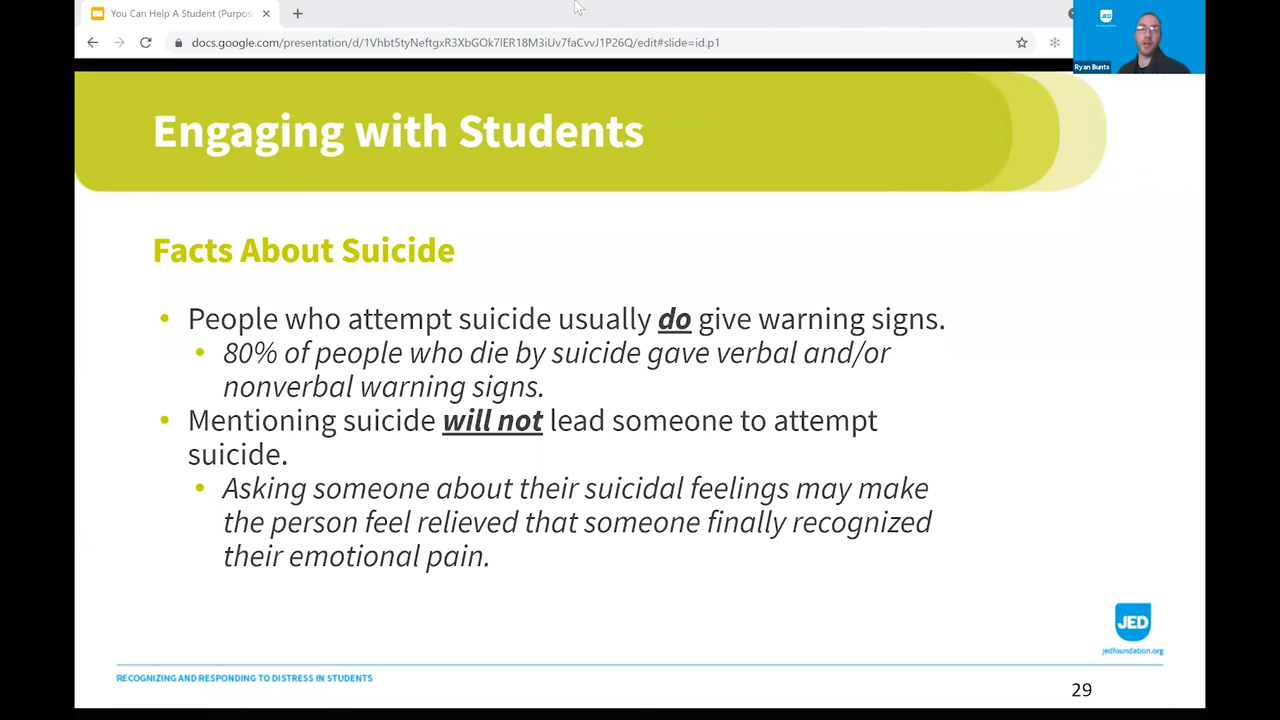 You Can Help A Student (Purpos
docs.google.com/presentation/d/1Vhbt5tyNeftgxR3XbGOk7lER18M3iUv7faCvvJ1P26Q/edit#slide=id.p1
JED
Ryan Bunts
Engaging with Students
Facts About Suicide
• People who attempt suicide usually do give warning signs.
• 80% of people who die by suicide gave verbal and/or
nonverbal warning signs.
• Mentioning suicide will not lead someone to attempt
suicide.
• Asking someone about their suicidal feelings may make
the person feel relieved that someone finally recognized
their emotional pain.
JED
jedfoundation.org
RECOGNIZING AND RESPONDING TO DISTRESS IN STUDENTS
29